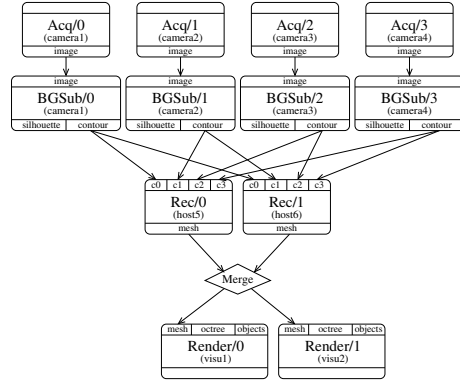 Acq/0 Acq/1 Acq/2 Acq/3
(camera1) (camera2) (camera3) (camera4)
image image image image
image image image image
BGSub/0 BGSub/1 BGSub/2 BGSub/3
(camera1) (camera2) (camera3) (camera4)
silhouette contour silhouette contour silhouette contour silhouette contour
c0 c1 c2 c3 c0 c1 c2 c3
Rec/0 Rec/1
(host5) (host6)
mesh mesh
Merge
mesh octree objects mesh octree objects
Render/0 Render/1
(visu1) (visu2)